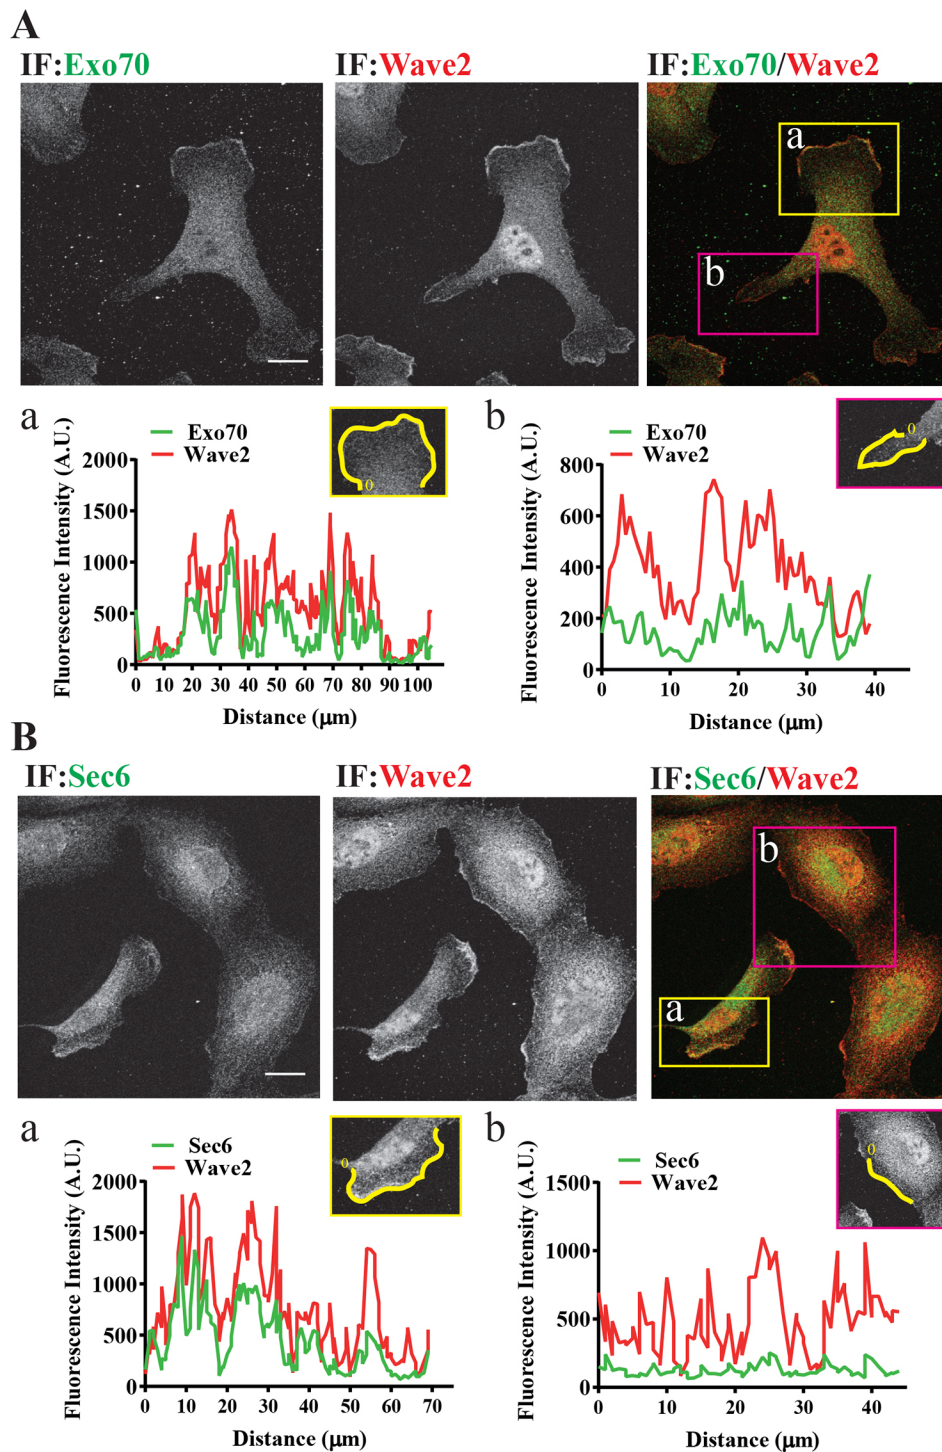 A
IF:Exo70
IF:Wave2
IF:Exo70/Wave2
a
b
a
Exo70
Wave2
Fluorescence Intensity (A.U.)
2000
1500
1000
500
0
0 10 20 30 40 50 60 70 80 90 100
Distance (µm)
0
b
Exo70
Wave2
Fluorescence Intensity (A.U.)
800
600
400
200
0
0 10 20 30 40
Distance (µm)
0
B
IF:Sec6
IF:Wave2
IF:Sec6/Wave2
b
a
a
Sec6
Wave2
Fluorescence Intensity (A.U.)
2000
1500
1000
500
0
0 10 20 30 40 50 60 70
Distance (µm)
0
b
Sec6
Wave2
Fluorescence Intensity (A.U.)
1500
1000
500
0
0 10 20 30 40
Distance (µm)
0